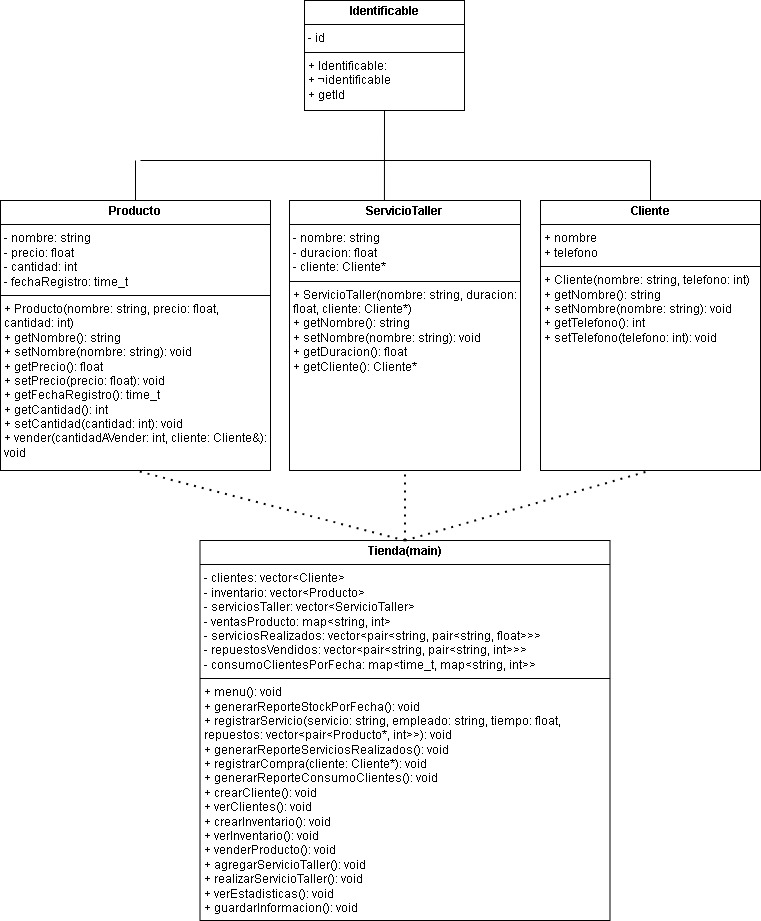 Identificable
- id
+ Identificable:
+ ¬identificable
+ getId
Producto
- nombre: string
- precio: float
- cantidad: int
- fechaRegistro: time_t
+ Producto(nombre: string, precio: float,
cantidad: int)
+ getNombre(): string
+ setNombre(nombre: string): void
+ getPrecio(): float
+ setPrecio(precio: float): void
+ getFechaRegistro(): time_t
+ getCantidad(): int
+ setCantidad(cantidad: int): void
+ vender(cantidadAVender: int, cliente: Cliente&):
void
ServicioTaller
- nombre: string
- duracion: float
- cliente: Cliente*
+ ServicioTaller(nombre: string, duracion:
float, cliente: Cliente*)
+ getNombre(): string
+ setNombre(nombre: string): void
+ getDuracion(): float
+ getCliente(): Cliente*
Cliente
+ nombre
+ telefono
+ Cliente(nombre: string, telefono: int)
+ getNombre(): string
+ setNombre(nombre: string): void
+ getTelefono(): int
+ setTelefono(telefono: int): void
Tienda(main)
- clientes: vector<Cliente>
- inventario: vector<Producto>
- serviciosTaller: vector<ServicioTaller>
- ventasProducto: map<string, int>
- serviciosRealizados: vector<pair<string, pair<string, float>>>
- repuestosVendidos: vector<pair<string, pair<string, int>>>
- consumoClientesPorFecha: map<time_t, map<string, int>>
+ menu(): void
+ generarReporteStockPorFecha(): void
+ registrarServicio(servicio: string, empleado: string, tiempo: float,
repuestos: vector<pair<Producto*, int>>): void
+ generarReporteServiciosRealizados(): void
+ registrarCompra(cliente: Cliente*): void
+ generarReporteConsumoClientes(): void
+ crearCliente(): void
+ verClientes(): void
+ crearInventario(): void
+ verInventario(): void
+ venderProducto(): void
+ agregarServicioTaller(): void
+ realizarServicioTaller(): void
+ verEstadisticas(): void
+ guardarInformacion(): void